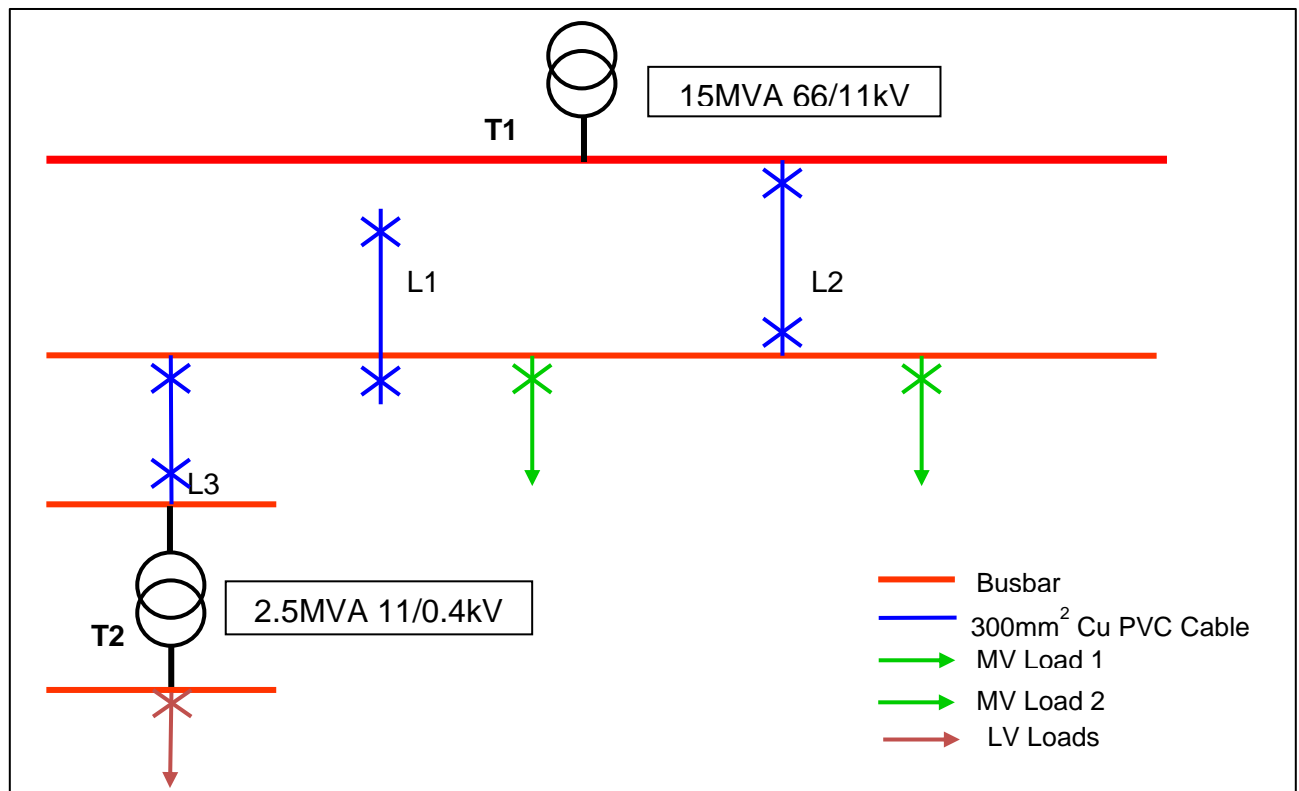 15MVA 66/11kV
T1
L1
L2
L3
2.5MVA 11/0.4kV
T2
Busbar
300mm² Cu PVC Cable
MV Load 1
MV Load 2
LV Loads